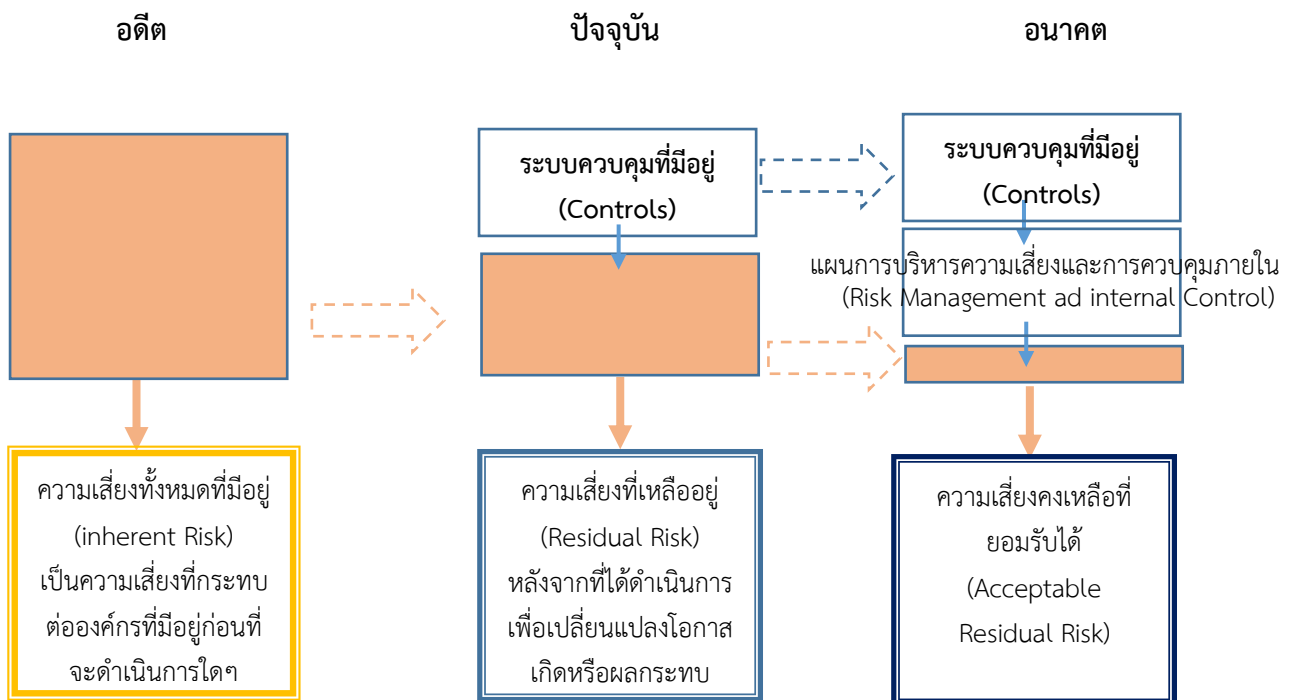 อดีต
ปัจจุบัน
อนาคต
ระบบควบคุมที่มีอยู่
(Controls)
ระบบควบคุมที่มีอยู่
(Controls)
แผนการบริหารความเสี่ยงและการควบคุมภายใน
(Risk Management ad internal Control)
ความเสี่ยงทั้งหมดที่มีอยู่
(inherent Risk)
เป็นความเสี่ยงที่กระทบ
ต่อองค์กรที่มีอยู่ก่อนที่
จะดำเนินการใดๆ
ความเสี่ยงที่เหลืออยู่
(Residual Risk)
หลังจากที่ได้ดำเนินการ
เพื่อเปลี่ยนแปลงโอกาส
เกิดหรือผลกระทบ
ความเสี่ยงคงเหลือที่
ยอมรับได้
(Acceptable
Residual Risk)